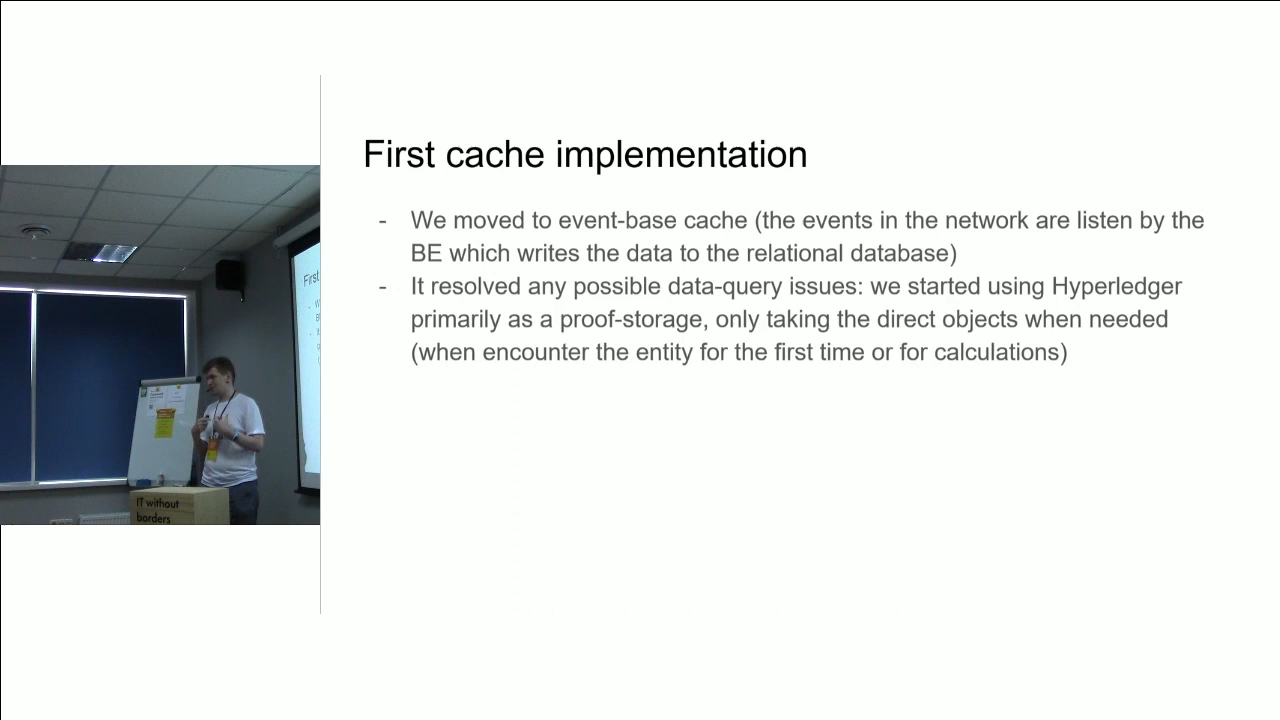 First cache implementation
- We moved to event-base cache (the events in the network are listen by the
BE which writes the data to the relational database)
- It resolved any possible data-query issues: we started using Hyperledger
primarily as a proof-storage, only taking the direct objects when needed
(when encounter the entity for the first time or for calculations)
First
IT without
borders